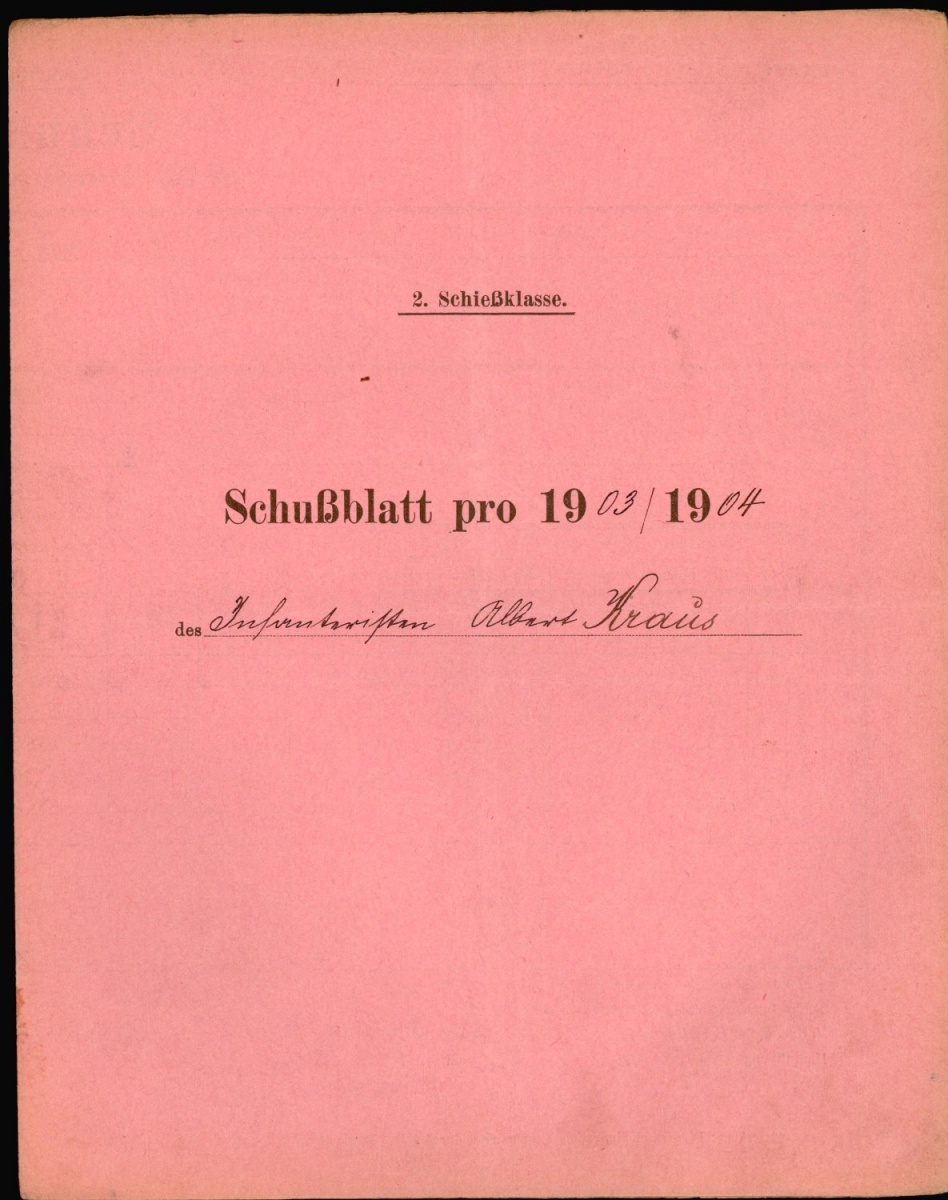 2. Schießklasse.
Schußblatt pro 1903/1904
des Infanteristen Albert Kraus